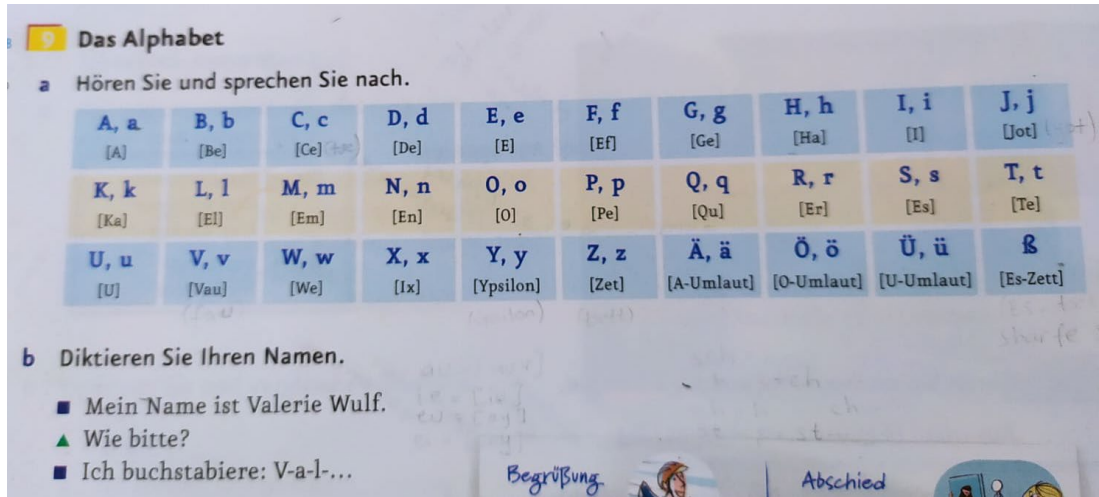 9 Das Alphabet
a Hören Sie und sprechen Sie nach.
A, a B, b C, c D, d E, e F, f G, g H, h I, i J, j
[A] [Be] [Ce] [De] [E] [Ef] [Ge] [Ha] [I] [Jot]
K, k L, l M, m N, n O, o P, p Q, q R, r S, s T, t
[Ka] [El] [Em] [En] [O] [Pe] [Qu] [Er] [Es] [Te]
U, u V, v W, w X, x Y, y Z, z Ä, ä Ö, ö Ü, ü ß
[U] [Vau] [We] [Ix] [Ypsilon] [Zet] [A-Umlaut] [O-Umlaut] [U-Umlaut] [Es-Zett]
b Diktieren Sie Ihren Namen.
Mein Name ist Valerie Wulf.
Wie bitte?
Ich buchstabiere: V-a-l-...
Begrüßung Abschied